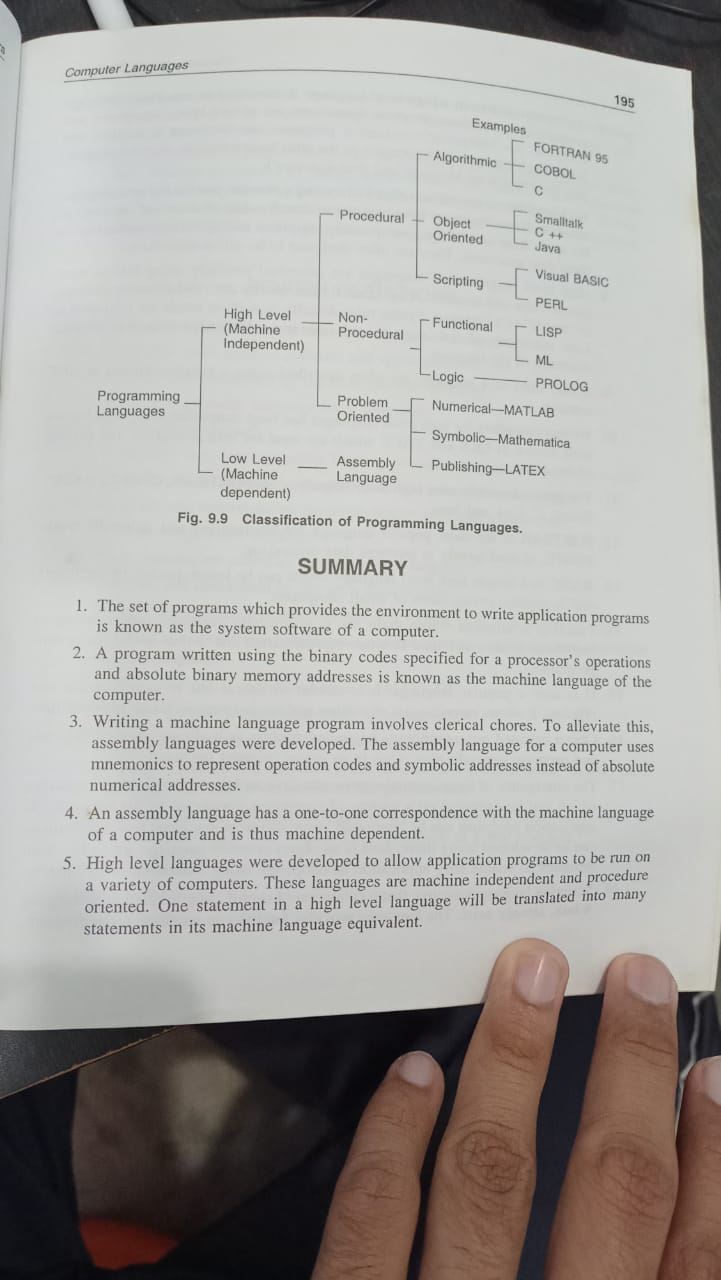 Computer Languages
195
Examples
Algorithmic
FORTRAN 95
COBOL
C
Procedural
Object
Oriented
Smalltalk
C ++
Java
Scripting
Visual BASIC
PERL
High Level
(Machine
Independent)
Non-
Procedural
Functional
LISP
ML
Logic
PROLOG
Programming
Languages
Problem
Oriented
Numerical—MATLAB
Symbolic—Mathematica
Publishing—LATEX
Low Level
(Machine
dependent)
Assembly
Language
Fig. 9.9 Classification of Programming Languages.
SUMMARY
1. The set of programs which provides the environment to write application programs
is known as the system software of a computer.
2. A program written using the binary codes specified for a processor's operations
and absolute binary memory addresses is known as the machine language of the
computer.
3. Writing a machine language program involves clerical chores. To alleviate this,
assembly languages were developed. The assembly language for a computer uses
mnemonics to represent operation codes and symbolic addresses instead of absolute
numerical addresses.
4. An assembly language has a one-to-one correspondence with the machine language
of a computer and is thus machine dependent.
5. High level languages were developed to allow application programs to be run on
a variety of computers. These languages are machine independent and procedure
oriented. One statement in a high level language will be translated into many
statements in its machine language equivalent.